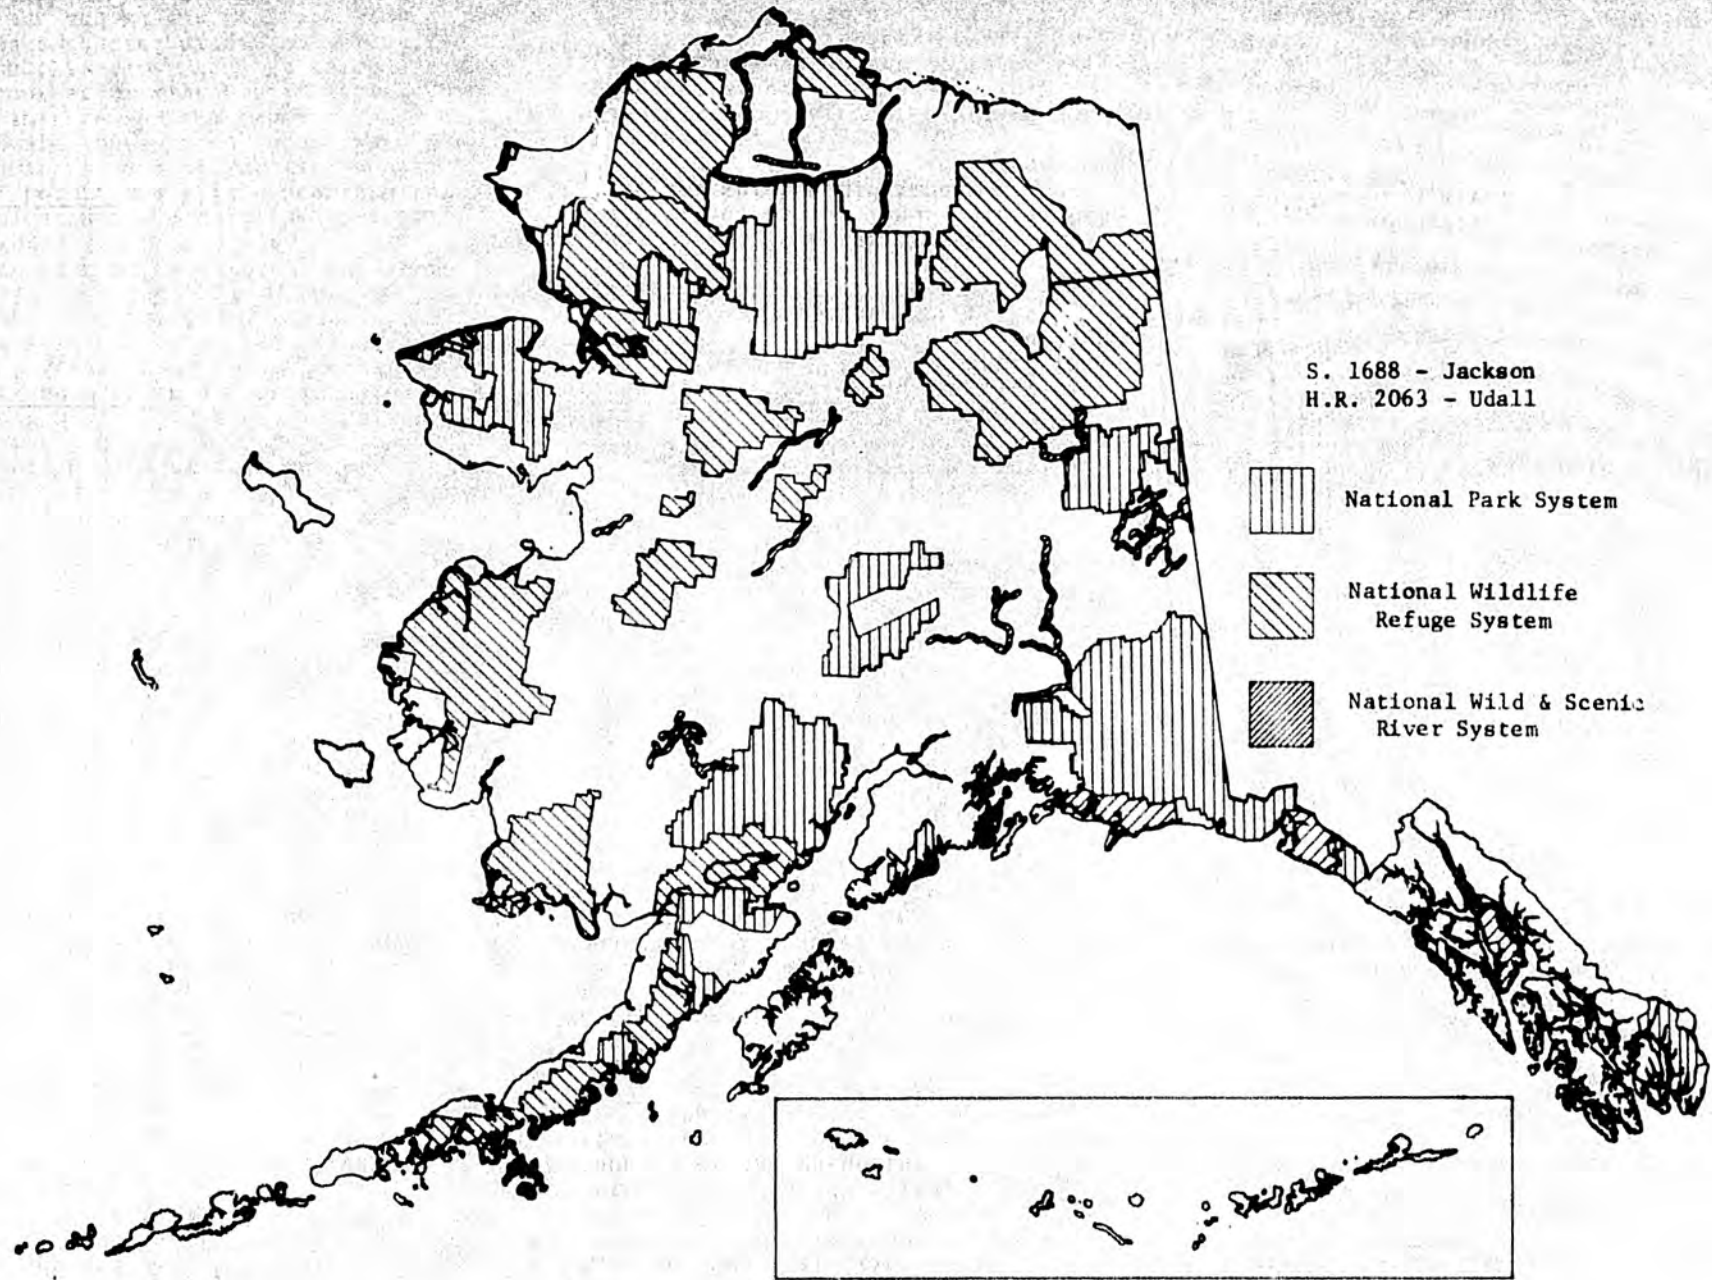 S. 1688 - Jackson
H.R. 2063 - Udall
National Park System
National Wildlife
Refuge System
National Wild & Scenic
River System